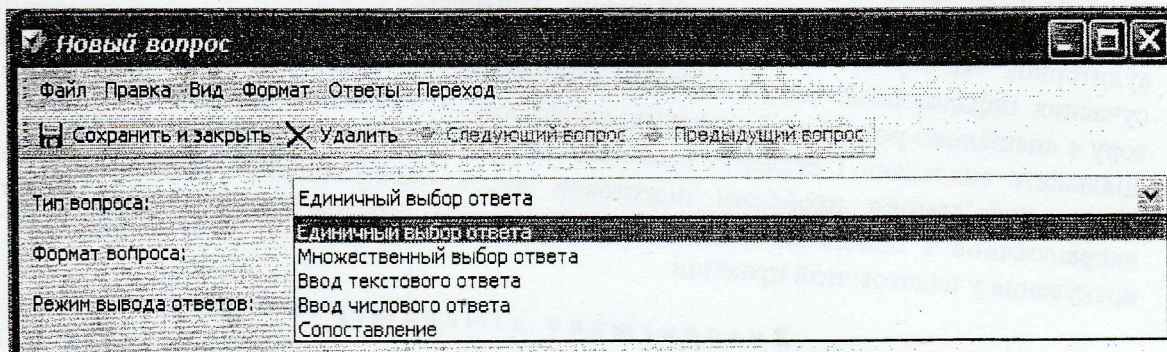 Новый вопрос
Файл Правка Вид Формат Ответы Переход
Сохранить и закрыть Удалить Следующий вопрос Предыдущий вопрос
Тип вопроса: Единичный выбор ответа
Единичный выбор ответа
Формат вопроса: Множественный выбор ответа
Ввод текстового ответа
Режим вывода ответов: Ввод числового ответа
Сопоставление